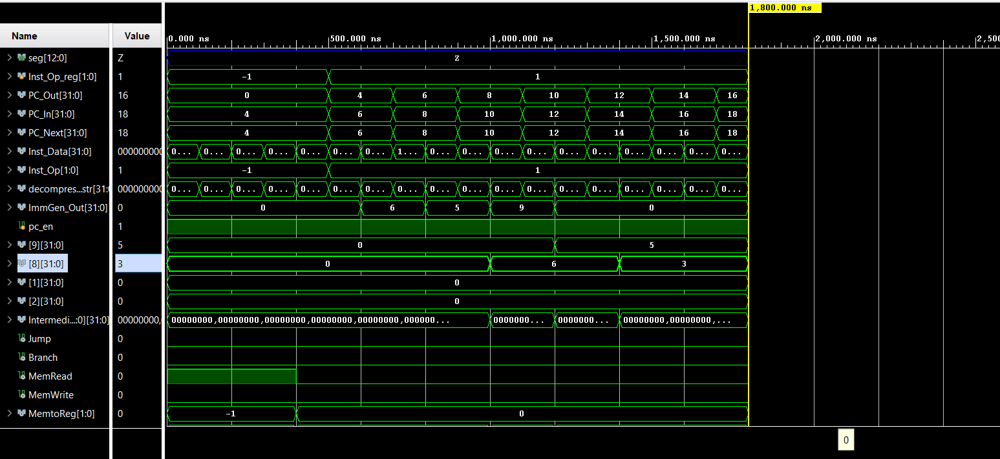 1,800.000 ns
Name Value 0.000 ns 500.000 ns 1,000.000 ns 1,500.000 ns 2,000.000 ns 2,500
seg[12:0] Z Z
Inst_Op_reg[1:0] 1 -1 1
PC_Out[31:0] 16 0 4 6 8 10 12 14 16
PC_In[31:0] 18 4 6 8 10 12 14 16 18
PC_Next[31:0] 18 4 6 8 10 12 14 16 18
Inst_Data[31:0] 000000000 0... 0... 0... 0... 0... 0... 0... 1... 0... 0... 0... 0... 0... 0... 0... 0... 0... 0...
Inst_Op[1:0] 1 -1 1
decompres...str[31: 000000000 0... 0... 0... 0... 0... 0... 0... 0... 0... 0... 0... 0... 0... 0... 0... 0... 0... 0...
ImmGen_Out[31:0] 0 0 6 5 9 0
pc_en 1
[9][31:0] 5 0 5
[8][31:0] 3 0 6 3
[1][31:0] 0 0
[2][31:0] 0 0
Intermedi...:0][31:0] 00000000, 00000000,00000000,00000000,00000000,00000000,000000... 0000000... 0000000... 00000000,00000000,...
Jump 0
Branch 0
MemRead 0
MemWrite 0
MemtoReg[1:0] 0 -1 0
0